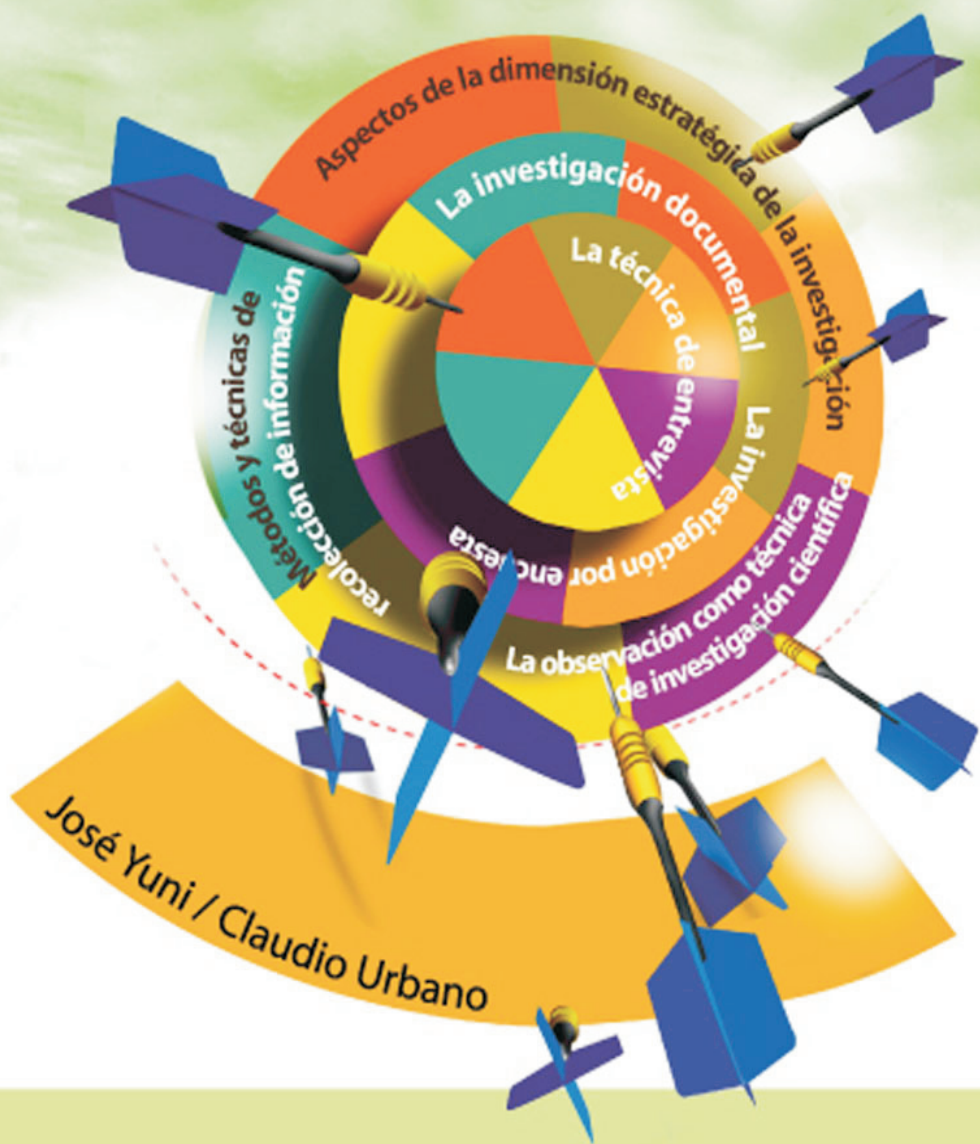 Aspectos de la dimensión estratégica de la investigación
La investigación documental
La técnica de entrevista
Métodos y técnicas de
recolección de información
La investigación por encuesta
La observación como técnica
de investigación científica
José Yuni / Claudio Urbano